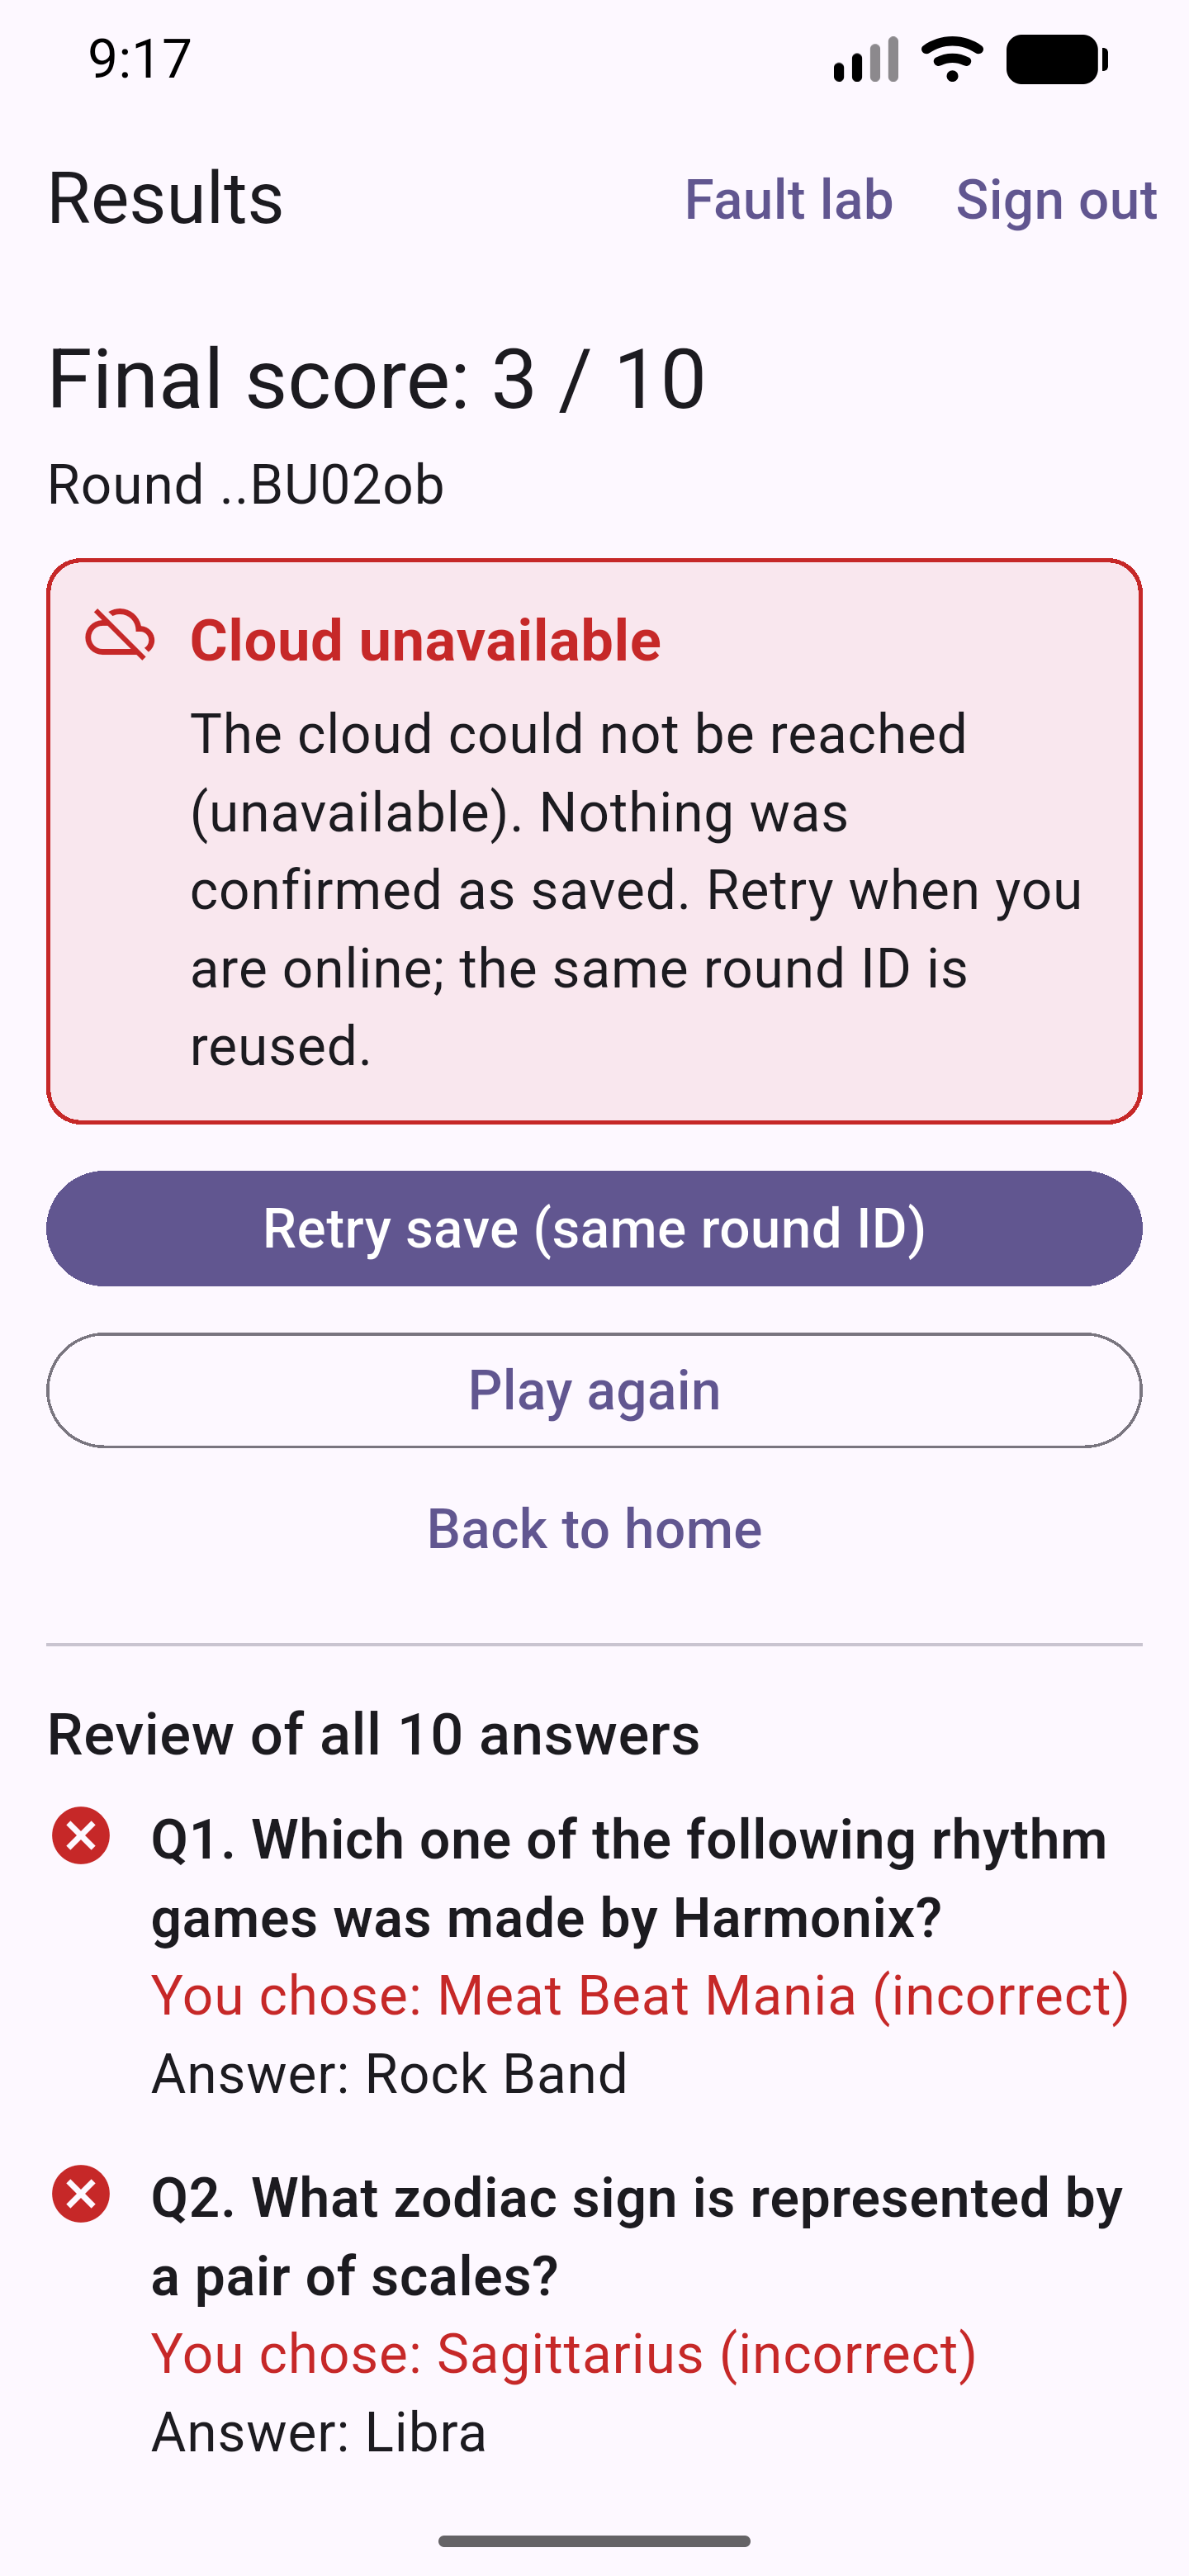 9:17
Results
Fault lab
Sign out
Final score: 3 / 10
Round ..BU02ob
Cloud unavailable
The cloud could not be reached
(unavailable). Nothing was
confirmed as saved. Retry when you
are online; the same round ID is
reused.
Retry save (same round ID)
Play again
Back to home
Review of all 10 answers
Q1. Which one of the following rhythm
games was made by Harmonix?
You chose: Meat Beat Mania (incorrect)
Answer: Rock Band
Q2. What zodiac sign is represented by
a pair of scales?
You chose: Sagittarius (incorrect)
Answer: Libra